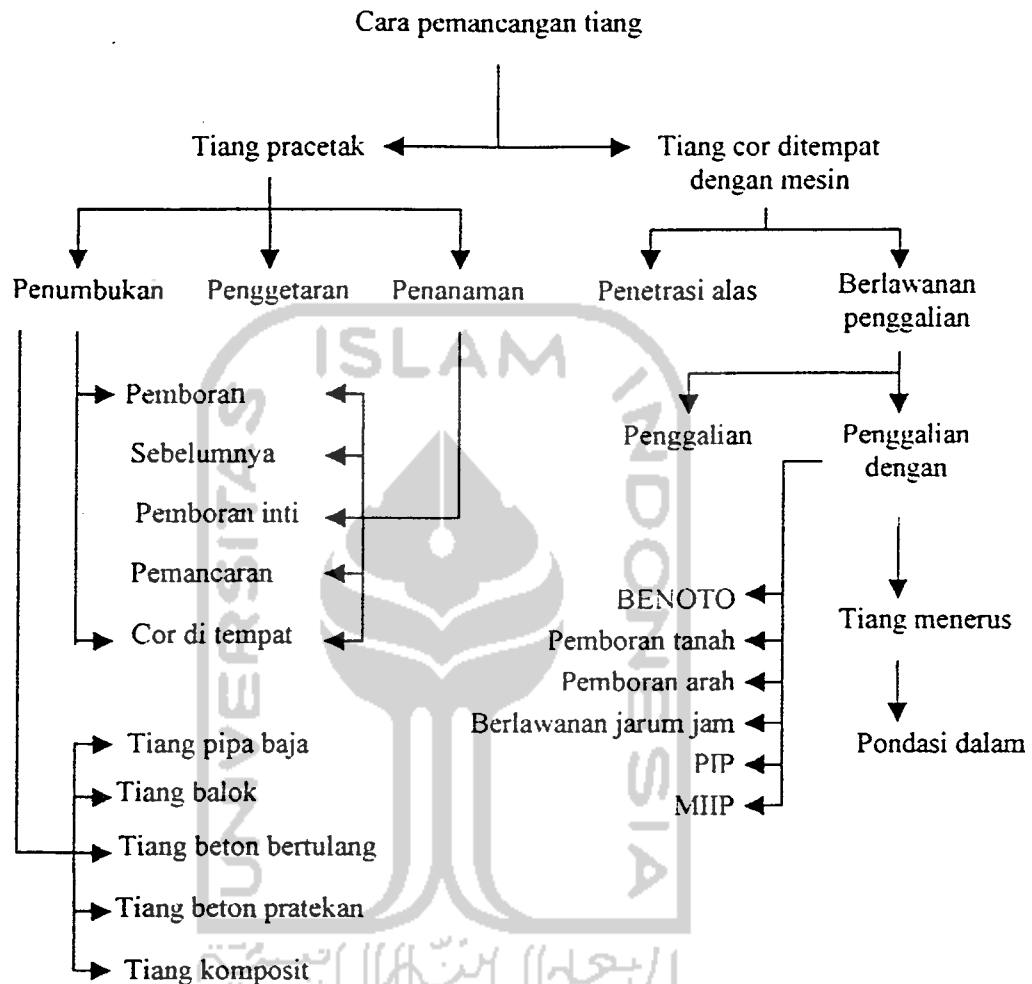 Cara pemancangan tiang
Tiang pracetak
Tiang cor ditempat
dengan mesin
Penumbukan
Penggetaran
Penanaman
Penetrasi alas
Berlawanan
penggalian
Pemboran
Sebelumnya
Pemboran inti
Pemancaran
Cor di tempat
Penggalian
Penggalian
dengan
BENOTO
Pemboran tanah
Pemboran arah
Berlawanan jarum jam
PIP
MIIP
Tiang menerus
Pondasi dalam
Tiang pipa baja
Tiang balok
Tiang beton bertulang
Tiang beton pratekan
Tiang komposit
UNIVERSITAS
ISLAM
INDONESIA